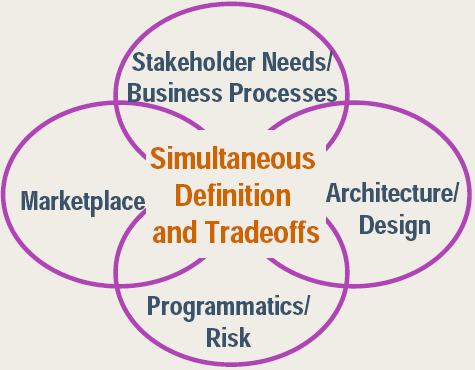 Stakeholder Needs/
Business Processes
Simultaneous
Definition
and Tradeoffs
Marketplace
Architecture/
Design
Programmatics/
Risk